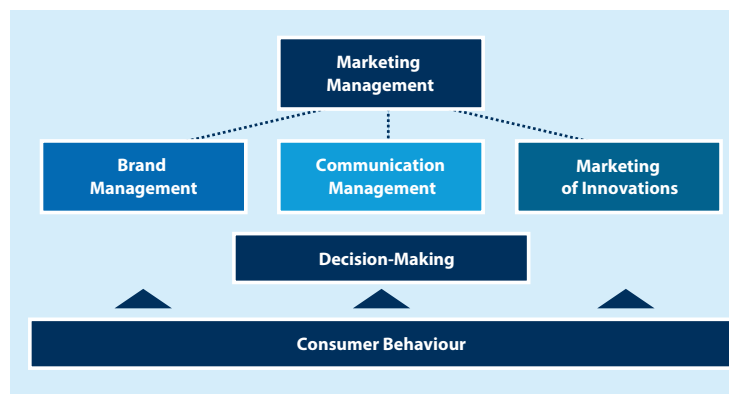 Marketing
Management
Brand
Management
Communication
Management
Marketing
of Innovations
Decision-Making
Consumer Behaviour